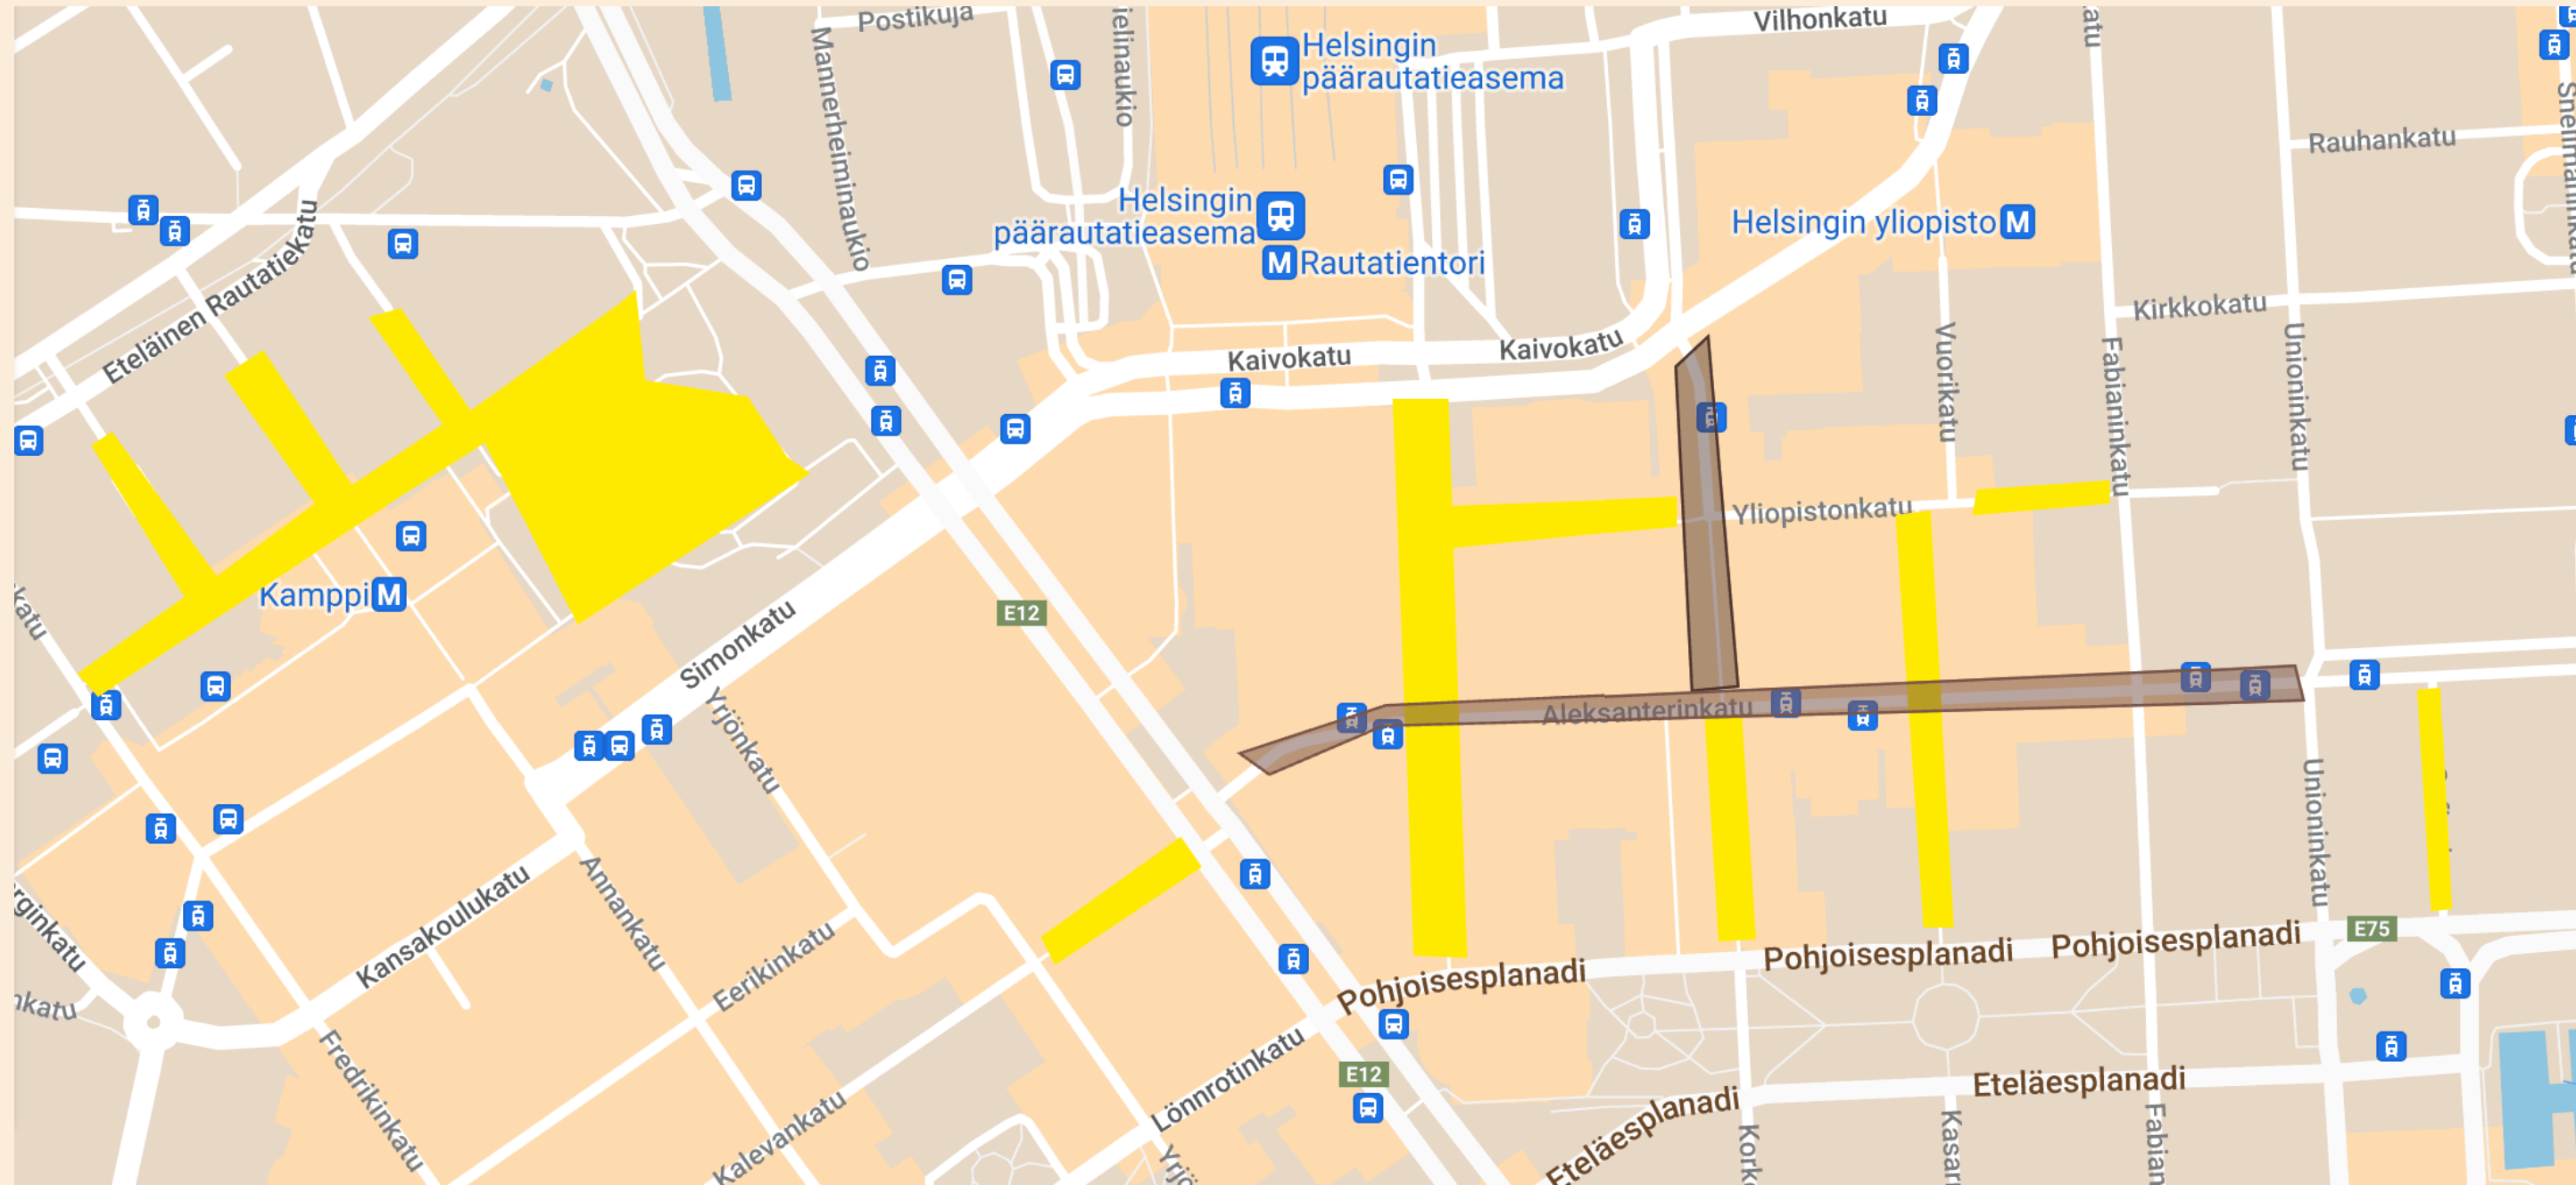 Postikuja
Vilhonkatu
Helsingin
päärautatieasema
Mannerheiminaukio
Rauhankatu
Helsingin
päärautatieasema
M Rautatientori
Helsingin yliopisto M
Eteläinen Rautatiekatu
Kirkkokatu
Kaivokatu
Kaivokatu
Vuorikatu
Fabianinkatu
Unioninkatu
Yliopistonkatu
Kamppi M
E12
Simonkatu
Yrjönkatu
Aleksanterinkatu
Unioninkatu
Kansakoulukatu
Annankatu
Eerikinkatu
E75
Pohjoisesplanadi
Pohjoisesplanadi
Pohjoisesplanadi
Fredrikinkatu
Lönnrotinkatu
E12
Kalevankatu
Eteläesplanadi
Eteläesplanadi